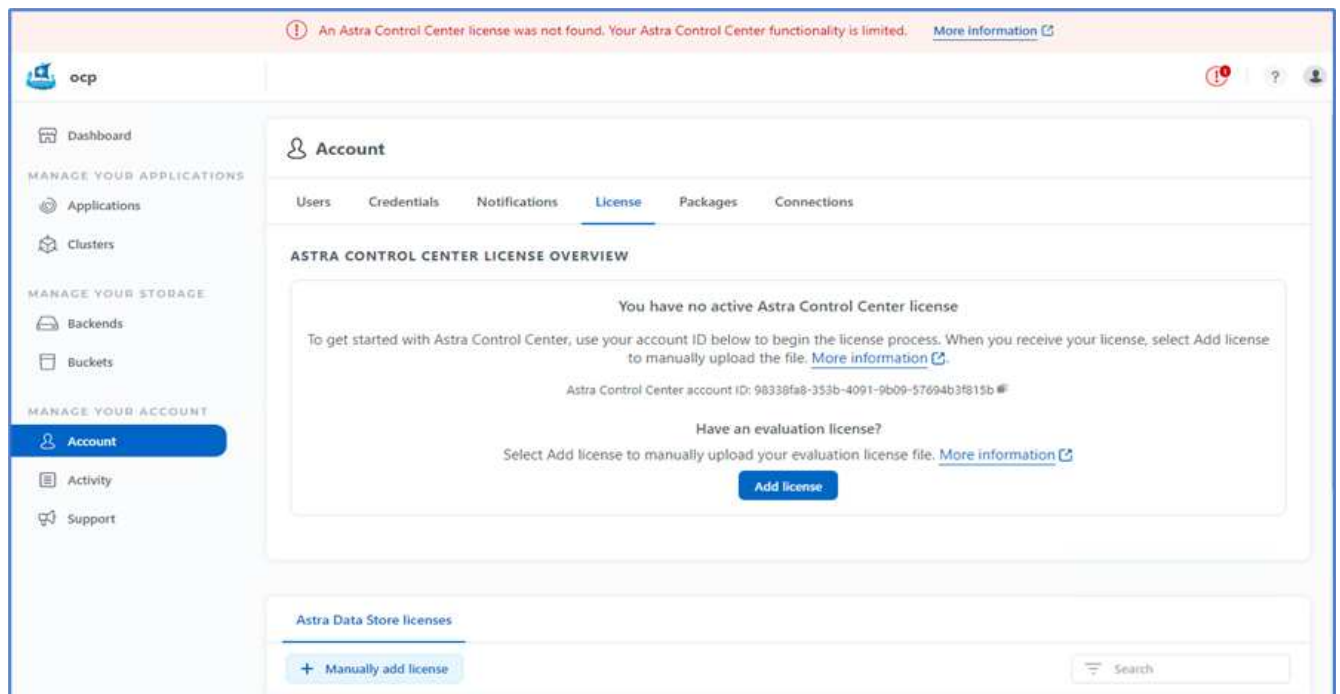 An Astra Control Center license was not found. Your Astra Control Center functionality is limited. More information
ocp
1
?
Dashboard
MANAGE YOUR APPLICATIONS
Applications
Clusters
MANAGE YOUR STORAGE
Backends
Buckets
MANAGE YOUR ACCOUNT
Account
Activity
Support
Account
Users Credentials Notifications License Packages Connections
ASTRA CONTROL CENTER LICENSE OVERVIEW
You have no active Astra Control Center license
To get started with Astra Control Center, use your account ID below to begin the license process. When you receive your license, select Add license
to manually upload the file. More information.
Astra Control Center account ID: 98338fa8-353b-4091-9b09-57694b3f815b
Have an evaluation license?
Select Add license to manually upload your evaluation license file. More information
Add license
Astra Data Store licenses
+ Manually add license
Search